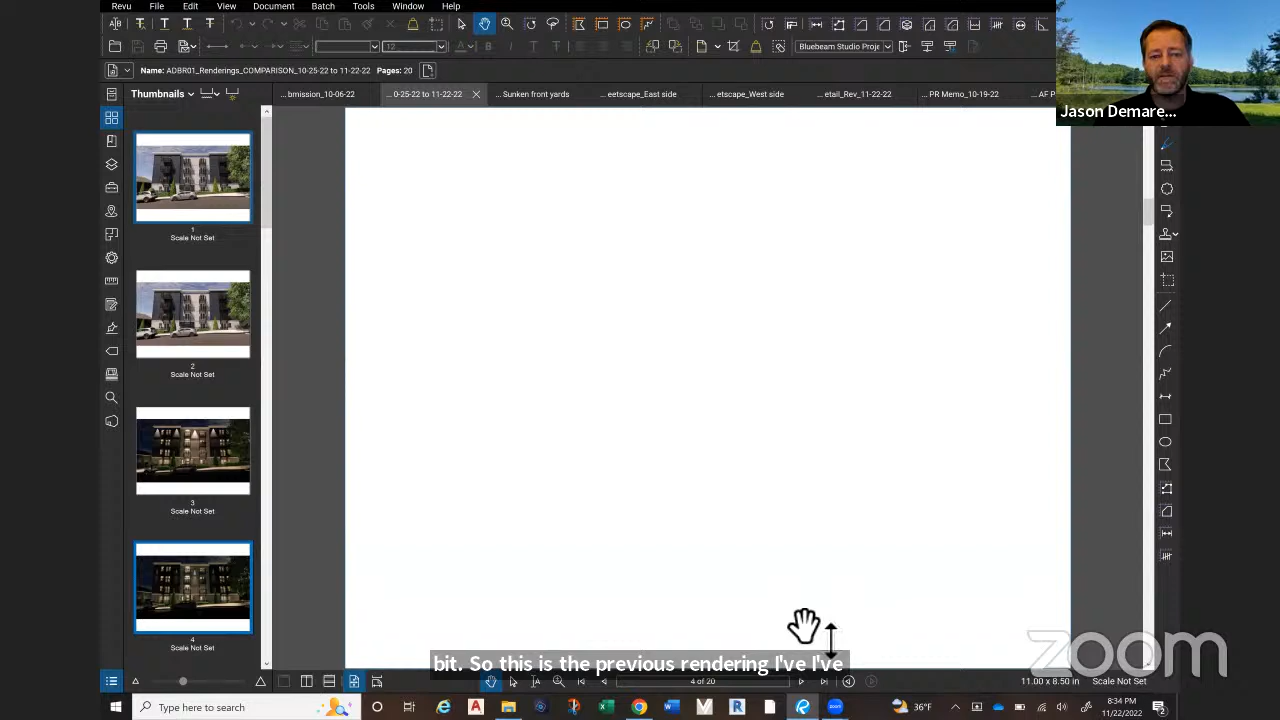 Revu File Edit View Document Batch Tools Window Help
12
Bluebeam Studio Proje
Name: ADBR01_Renderings_COMPARISON_10-25-22 to 11-22-22 Pages: 20
Thumbnails
...bmission_10-06-22
...0-25-22 to 11-22-22
...Sunken front yards
...eetscape_East side
...etscape_West side
...etail_Rev_11-22-22
...PR Memo_10-19-22
...AF P
Jason Demare...
1
Scale Not Set
2
Scale Not Set
3
Scale Not Set
4
Scale Not Set
bit. So this is the previous rendering I've I've
zoom
4 of 20
11.00 x 8.50 in
Scale Not Set
Type here to search
36°F
8:34 PM
11/22/2022